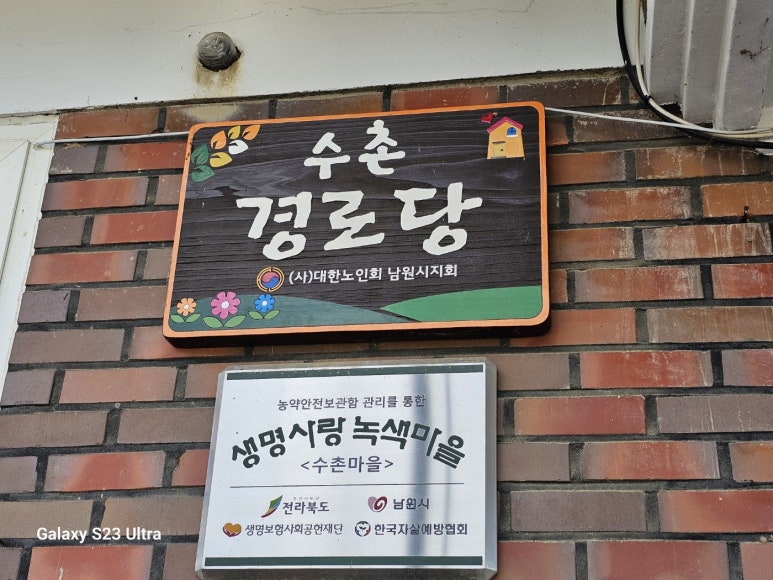 수촌
경로당
(사)대한노인회 남원시지회
농약안전보관함 관리를 통한
생명사랑 녹색마을
<수촌마을>
전라북도 남원시
생명보험사회공헌재단 한국자살예방협회
Galaxy S23 Ultra